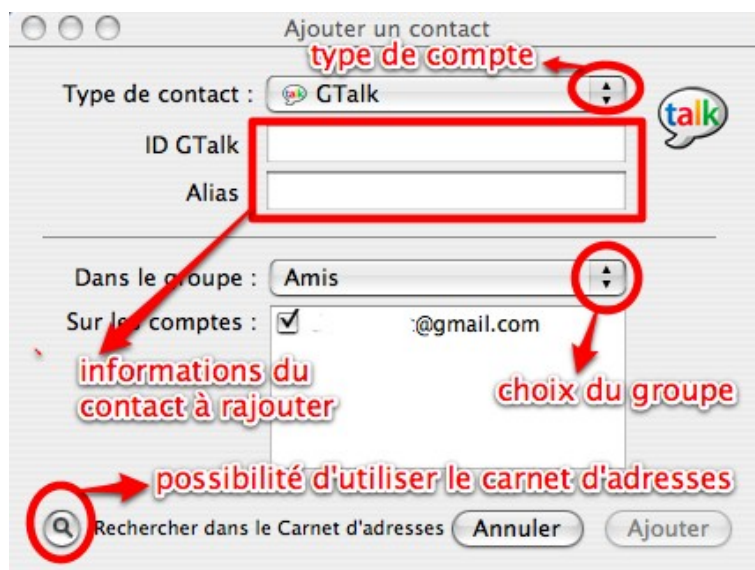 Ajouter un contact
type de compte
Type de contact : GTalk
talk
ID GTalk
Alias
Dans le groupe : Amis
Sur les comptes : @gmail.com
informations du
contact à rajouter
choix du groupe
possibilité d'utiliser le carnet d'adresses
Rechercher dans le Carnet d'adresses Annuler Ajouter